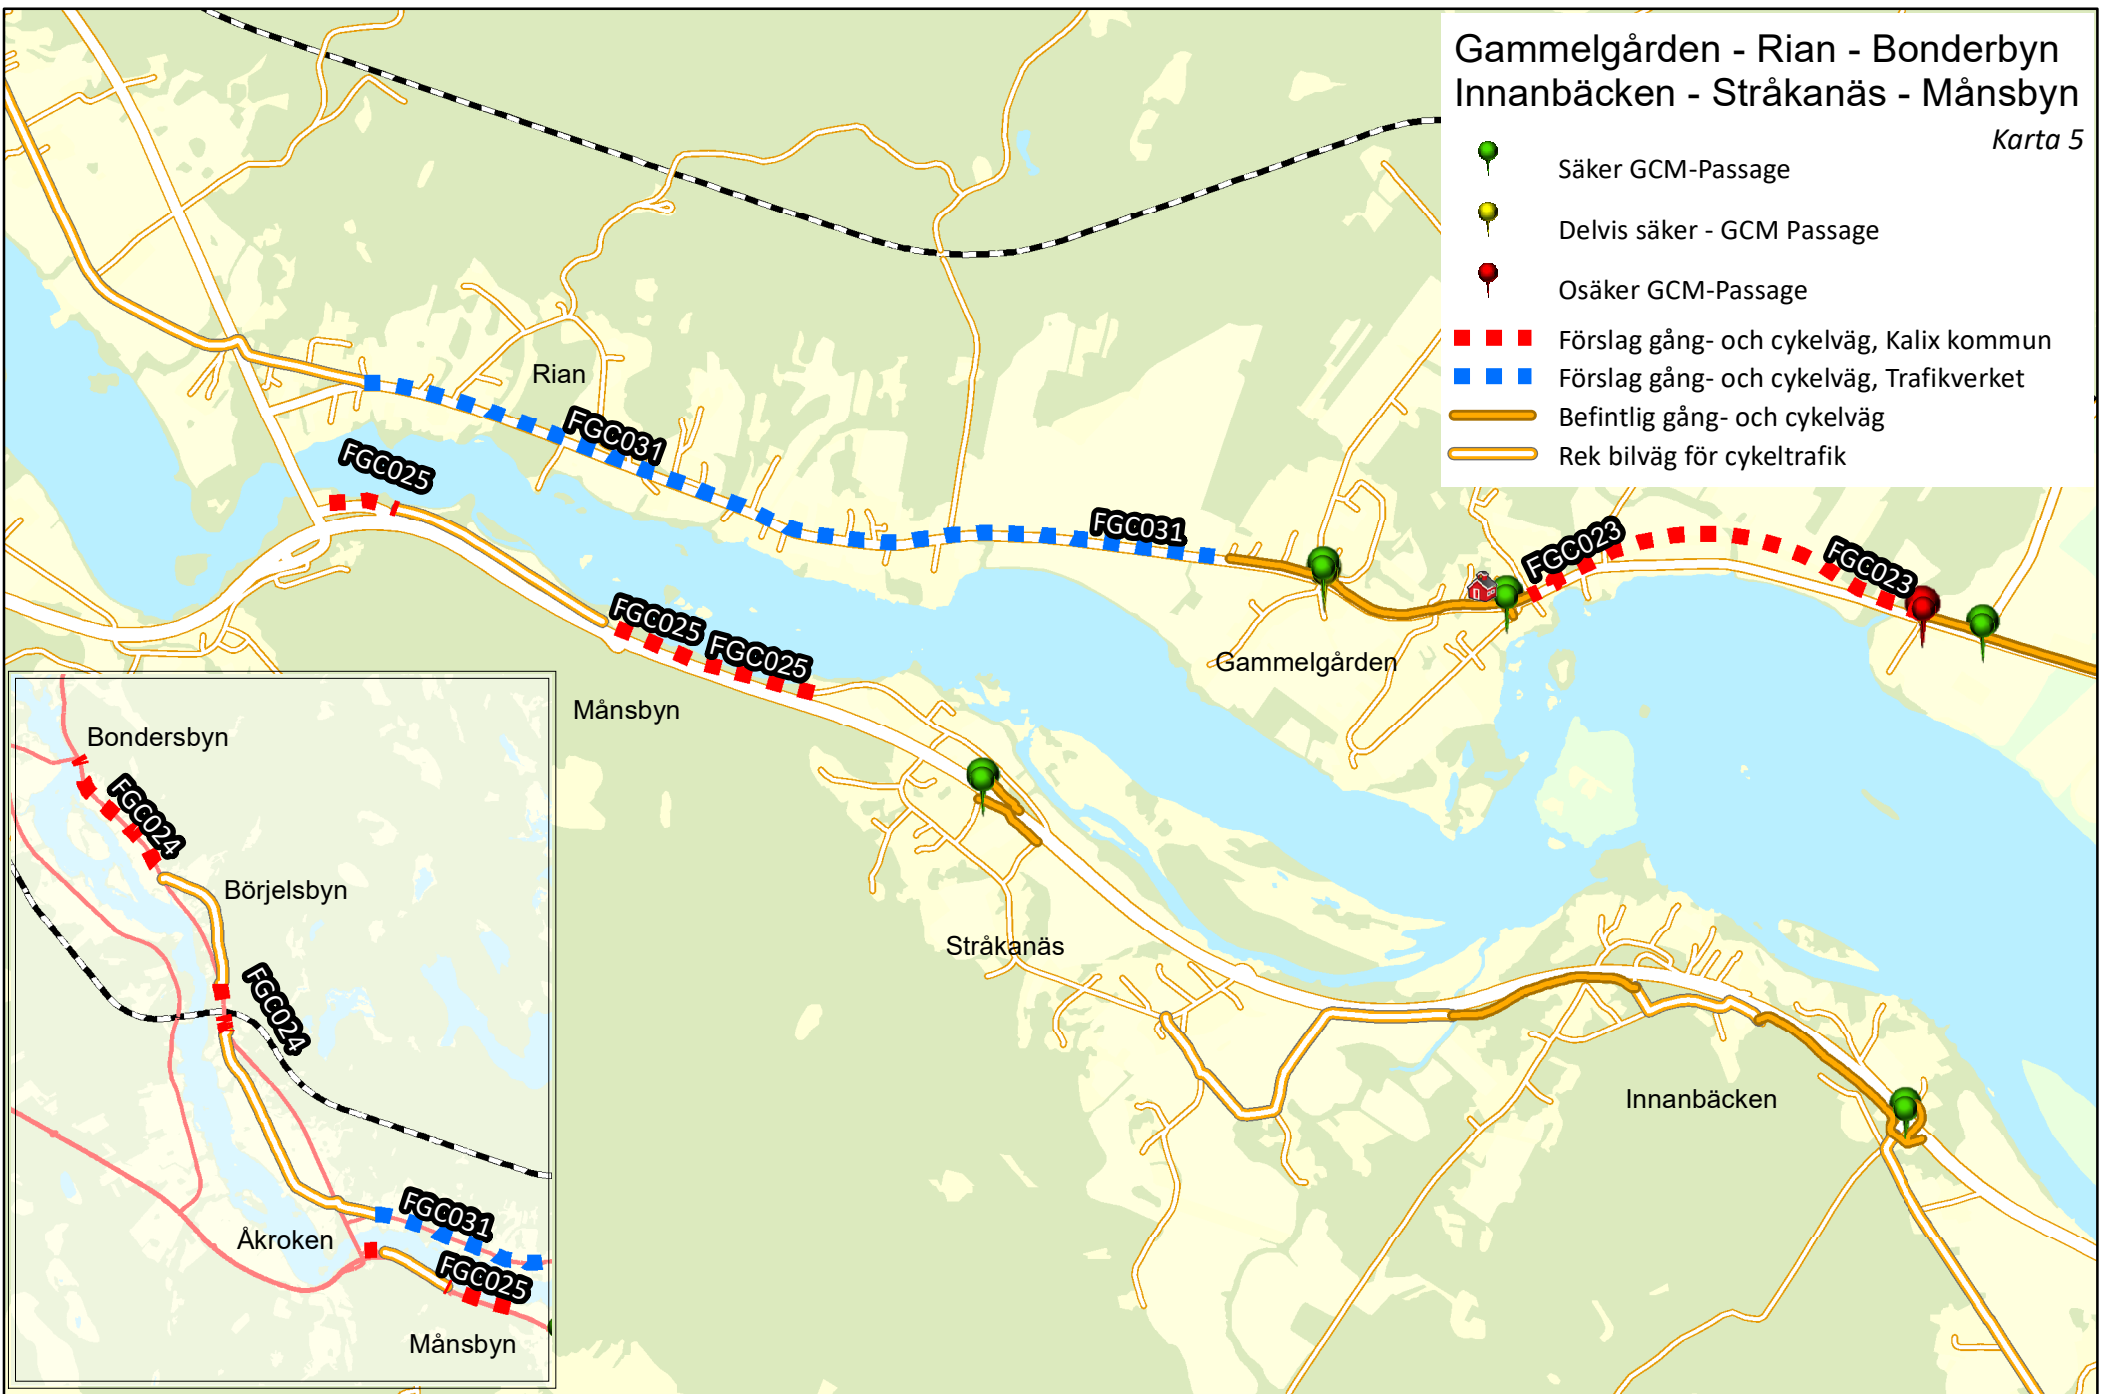 Gammelgården - Rian - Bonderbyn
Innanbäcken - Stråkanäs - Månsbyn
Karta 5
Säker GCM-Passage
Delvis säker - GCM Passage
Osäker GCM-Passage
Förslag gång- och cykelväg, Kalix kommun
Förslag gång- och cykelväg, Trafikverket
Befintlig gång- och cykelväg
Rek bilväg för cykeltrafik
Rian
FGC031
FGC025
FGC031
FGC023
FGC023
FGC025
FGC025
Gammelgården
Månsbyn
Stråkanäs
Innanbäcken
Bondersbyn
FGC024
Börjelsbyn
FGC024
FGC031
Åkroken
FGC025
Månsbyn